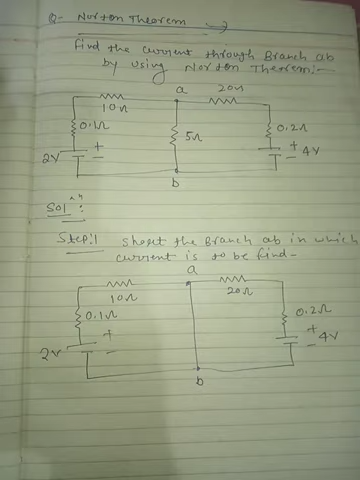 Q- Norton Theorem →
Find the current through Branch ab
by using Norton Theorem:-
a
10Ω 20Ω
0.1Ω 5Ω 0.2Ω
2V + - + - 4V
b
Solⁿ:
Step:1 Short the Branch ab in which
current is to be find-
a
10Ω 20Ω
0.1Ω 0.2Ω
2V + - + - 4V
b